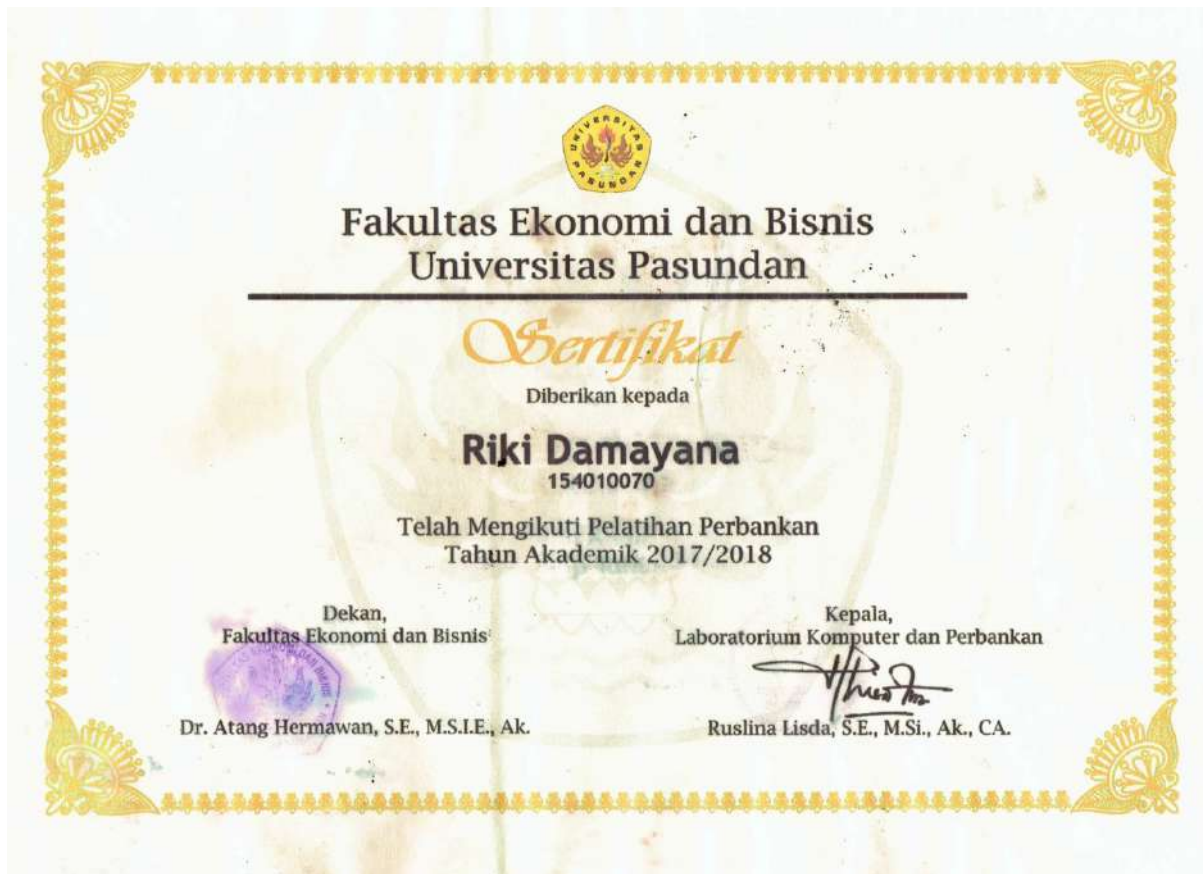 UNIVERSITAS PASUNDAN
Fakultas Ekonomi dan Bisnis
Universitas Pasundan
Sertifikat
Diberikan kepada
Riki Damayana
154010070
Telah Mengikuti Pelatihan Perbankan
Tahun Akademik 2017/2018
Dekan,
Fakultas Ekonomi dan Bisnis
Dr. Atang Hermawan, S.E., M.S.I.E., Ak.
Kepala,
Laboratorium Komputer dan Perbankan
Ruslina Lisda, S.E., M.Si., Ak., CA.